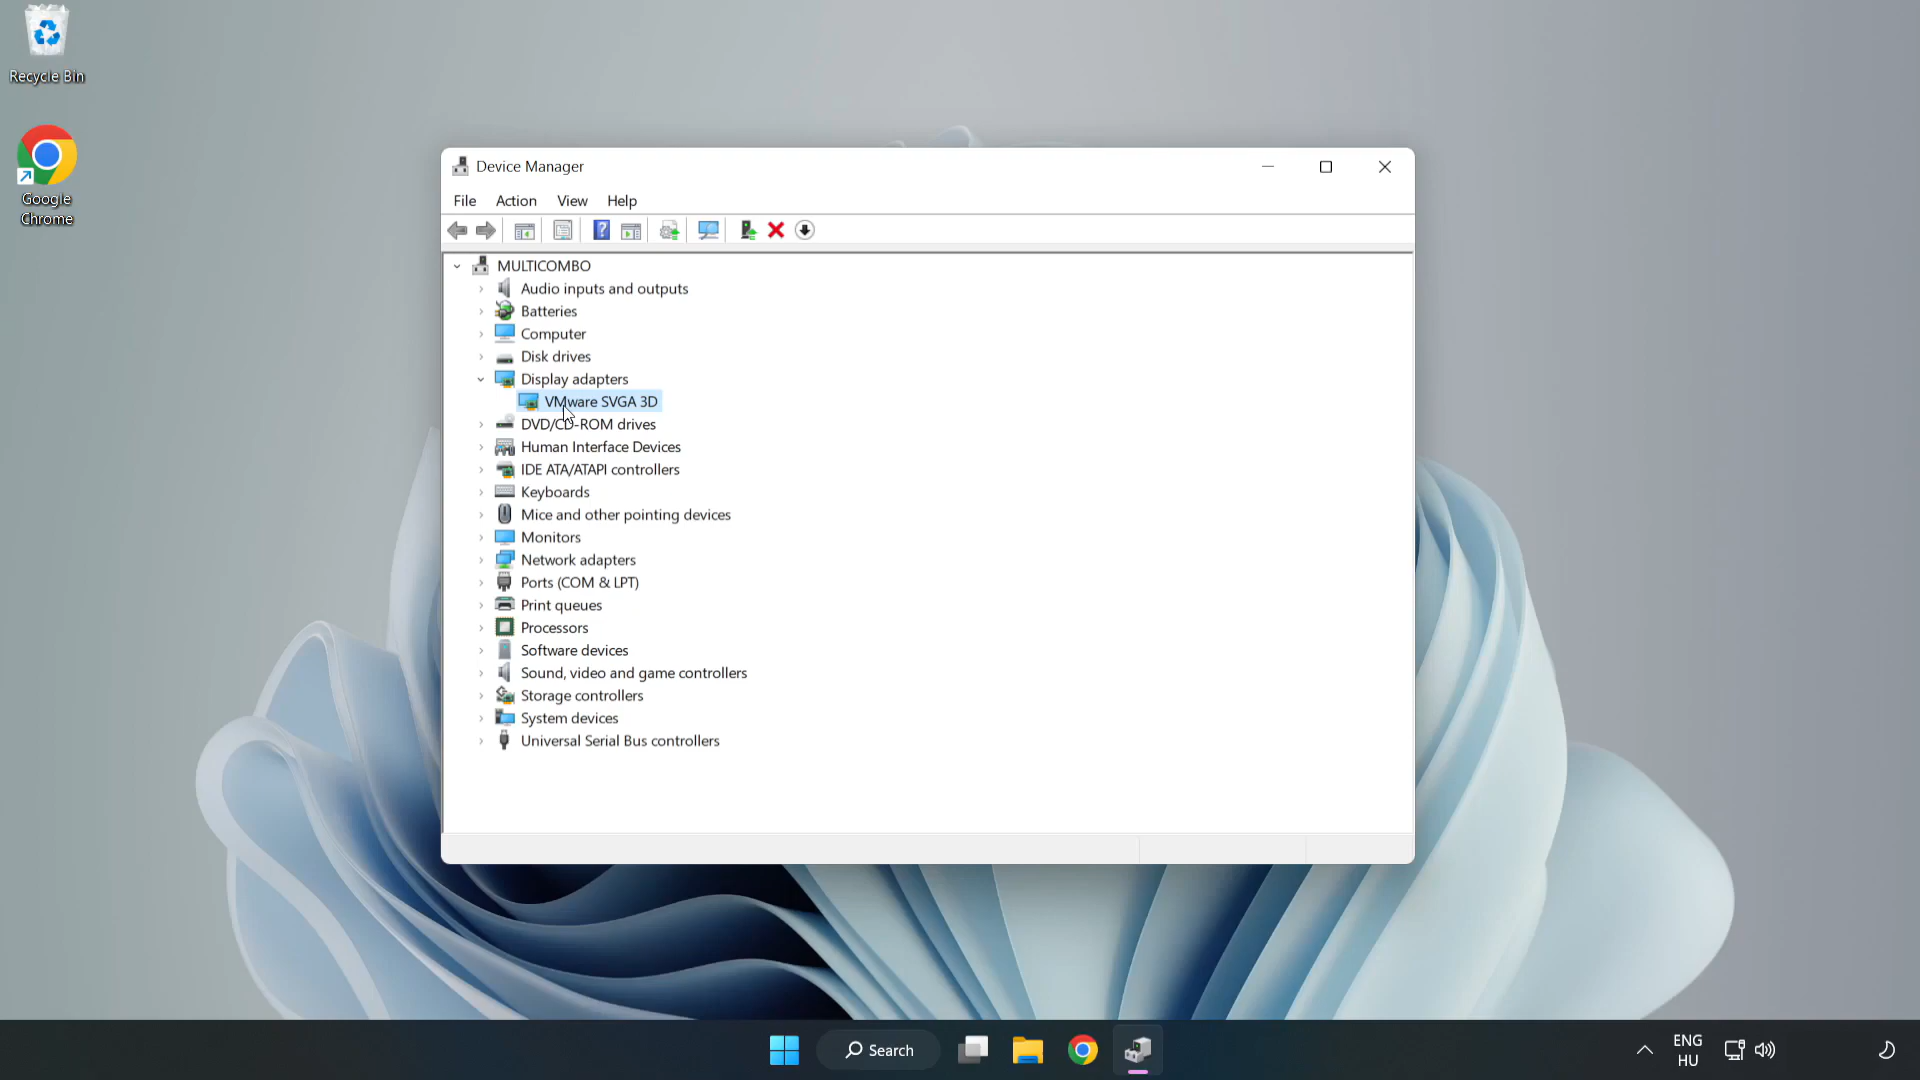 Recycle Bin
Google
Chrome
Device Manager
File Action View Help
MULTICOMBO
Audio inputs and outputs
Batteries
Computer
Disk drives
Display adapters
VMware SVGA 3D
DVD/CD-ROM drives
Human Interface Devices
IDE ATA/ATAPI controllers
Keyboards
Mice and other pointing devices
Monitors
Network adapters
Ports (COM & LPT)
Print queues
Processors
Software devices
Sound, video and game controllers
Storage controllers
System devices
Universal Serial Bus controllers
Search
ENG
HU